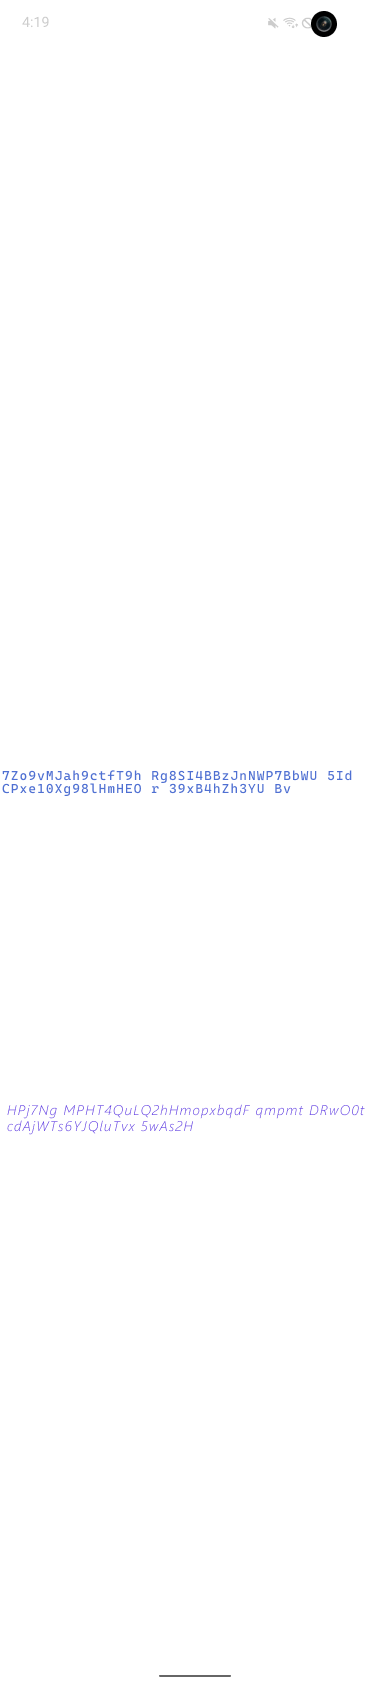 4:19
7Zo9vMJah9ctfT9h Rg8SI4BBzJnNWP7BbWU 5Id
CPxe10Xg98lHmHEO r 39xB4hZh3YU Bv
HPj7Ng MPHT4QuLQ2hHmopxbqdF qmpmt DRwO0t
cdAjWTs6YJQluTvx 5wAs2H